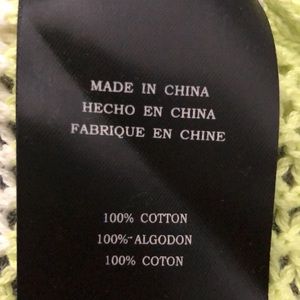 MADE IN CHINA
HECHO EN CHINA
FABRIQUE EN CHINE
100% COTTON
100%-ALGODON
100% COTON